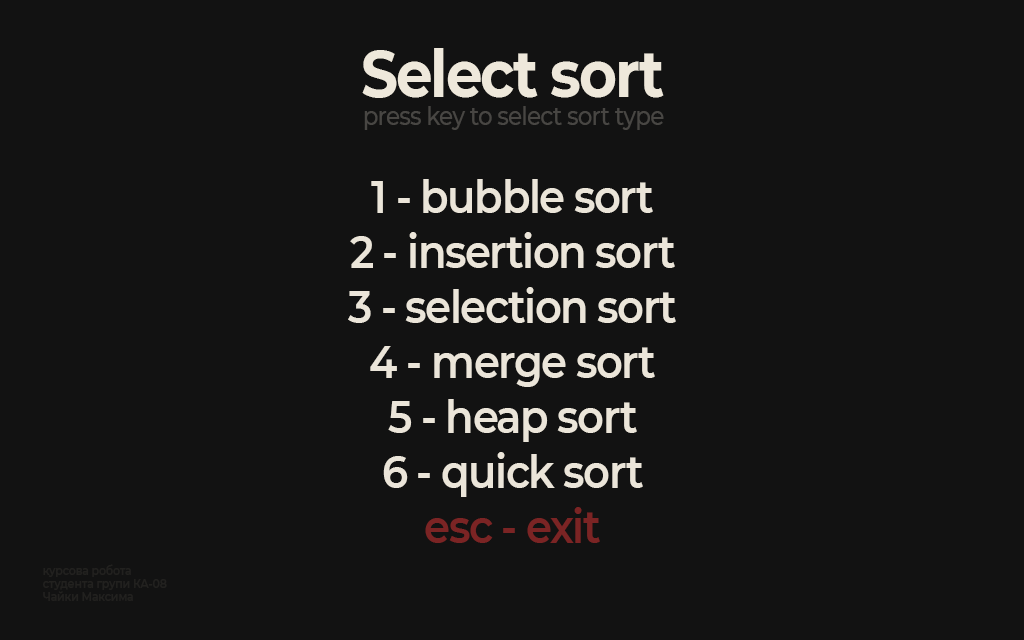 Select sort
press key to select sort type
1 - bubble sort
2 - insertion sort
3 - selection sort
4 - merge sort
5 - heap sort
6 - quick sort
esc - exit
курсова робота
студента групи КА-08
Чайки Максима